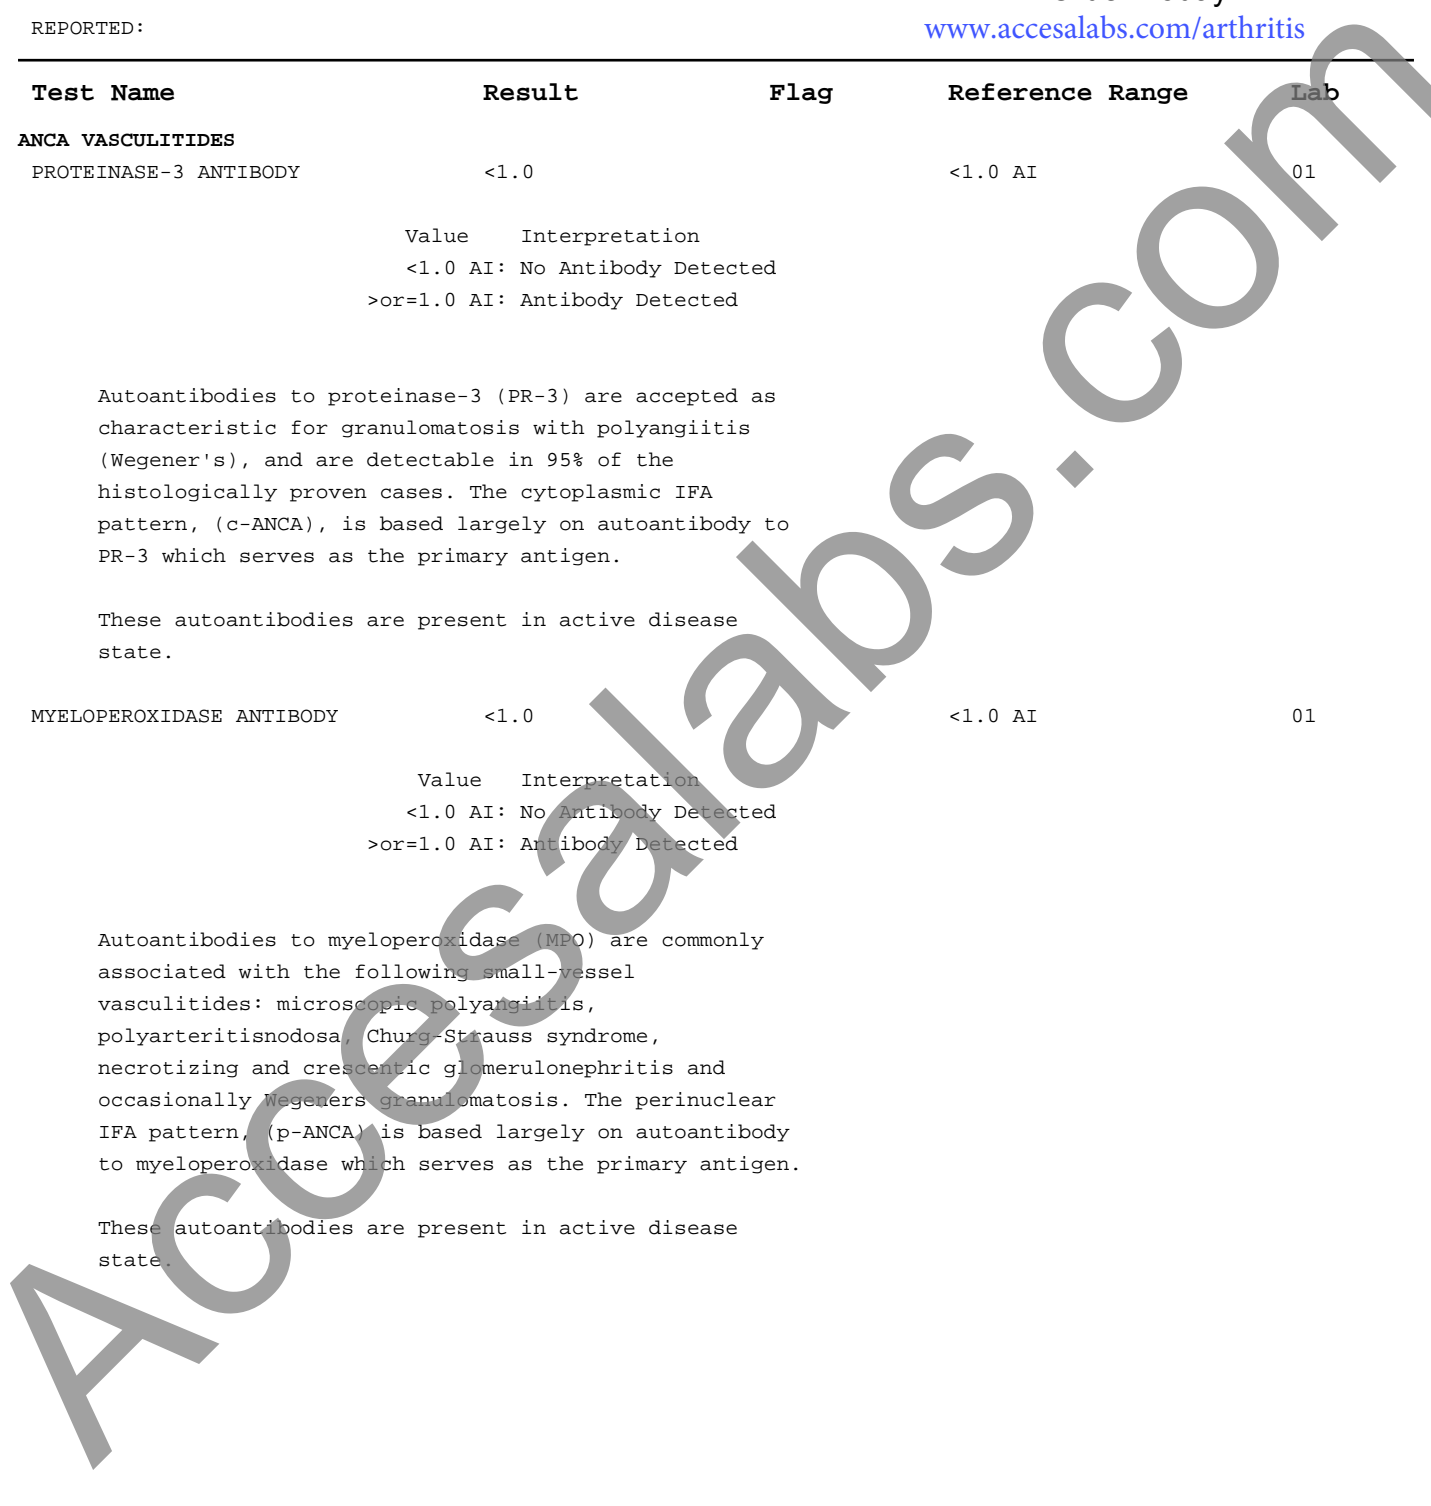 REPORTED:
www.accesalabs.com/arthritis
Test Name Result Flag Reference Range Lab
ANCA VASCULITIDES
PROTEINASE-3 ANTIBODY <1.0 <1.0 AI 01
Value Interpretation
<1.0 AI: No Antibody Detected
>or=1.0 AI: Antibody Detected
Autoantibodies to proteinase-3 (PR-3) are accepted as
characteristic for granulomatosis with polyangiitis
(Wegener's), and are detectable in 95% of the
histologically proven cases. The cytoplasmic IFA
pattern, (c-ANCA), is based largely on autoantibody to
PR-3 which serves as the primary antigen.
These autoantibodies are present in active disease
state.
MYELOPEROXIDASE ANTIBODY <1.0 <1.0 AI 01
Value Interpretation
<1.0 AI: No Antibody Detected
>or=1.0 AI: Antibody Detected
Autoantibodies to myeloperoxidase (MPO) are commonly
associated with the following small-vessel
vasculitides: microscopic polyangiitis,
polyarteritisnodosa, Churg-Strauss syndrome,
necrotizing and crescentic glomerulonephritis and
occasionally Wegeners granulomatosis. The perinuclear
IFA pattern, (p-ANCA) is based largely on autoantibody
to myeloperoxidase which serves as the primary antigen.
These autoantibodies are present in active disease
state.
Accesalabs.com